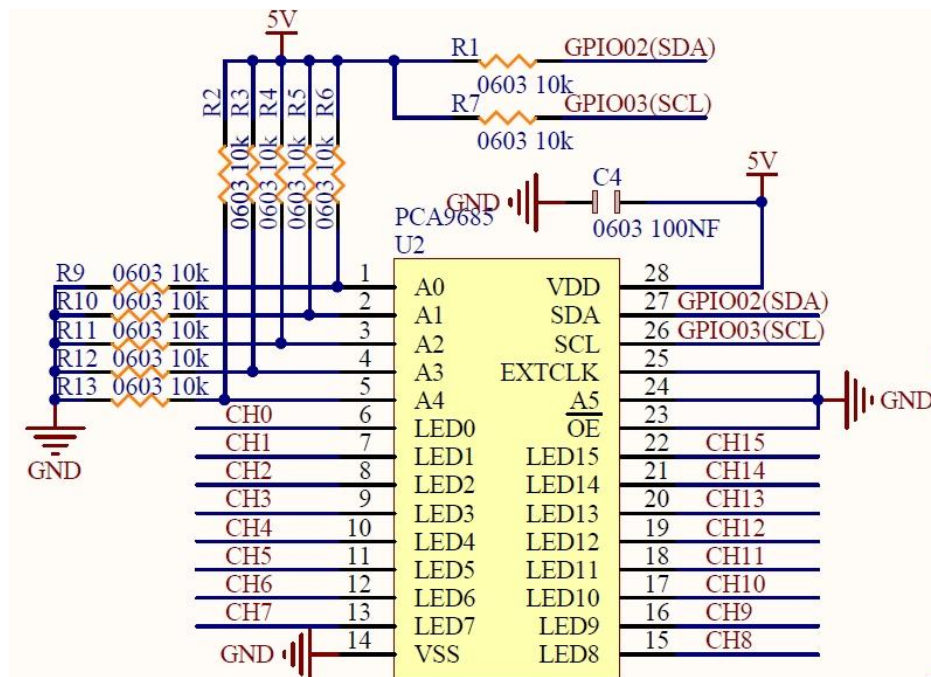 5V
R1
GPIO02(SDA)
0603 10k
R7
GPIO03(SCL)
0603 10k
R2
R3
R4
R5
R6
0603 10k
0603 10k
0603 10k
0603 10k
0603 10k
5V
C4
GND
0603 100NF
PCA9685
U2
R9 0603 10k 1 A0 VDD 28
R10 0603 10k 2 A1 SDA 27 GPIO02(SDA)
R11 0603 10k 3 A2 SCL 26 GPIO03(SCL)
R12 0603 10k 4 A3 EXTCLK 25
R13 0603 10k 5 A4 A5 24 GND
CH0 6 LED0 OE 23
CH1 7 LED1 LED15 22 CH15
GND
CH2 8 LED2 LED14 21 CH14
CH3 9 LED3 LED13 20 CH13
CH4 10 LED4 LED12 19 CH12
CH5 11 LED5 LED11 18 CH11
CH6 12 LED6 LED10 17 CH10
CH7 13 LED7 LED9 16 CH9
GND 14 VSS LED8 15 CH8